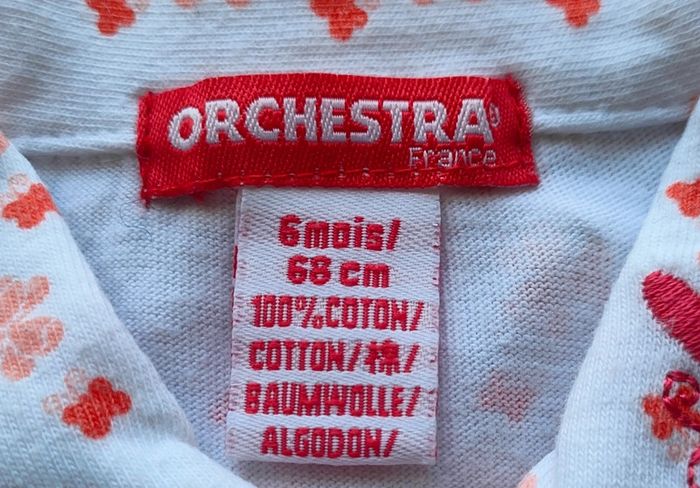 ORCHESTRA®
France
6mois/
68 cm
100% COTON/
COTTON/棉/
BAUMWOLLE/
ALGODON/